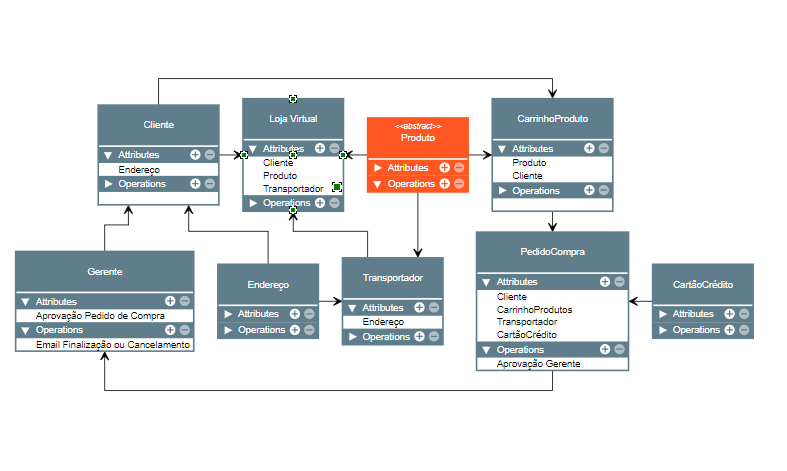 Cliente
Attributes
Endereço
Operations
Loja Virtual
Attributes
Cliente
Produto
Transportador
Operations
<<abstract>>
Produto
Attributes
Operations
CarrinhoProduto
Attributes
Produto
Cliente
Operations
Gerente
Attributes
Aprovação Pedido de Compra
Operations
Email Finalização ou Cancelamento
Endereço
Attributes
Operations
Transportador
Attributes
Endereço
Operations
PedidoCompra
Attributes
Cliente
CarrinhoProdutos
Transportador
CartãoCrédito
Operations
Aprovação Gerente
CartãoCrédito
Attributes
Operations